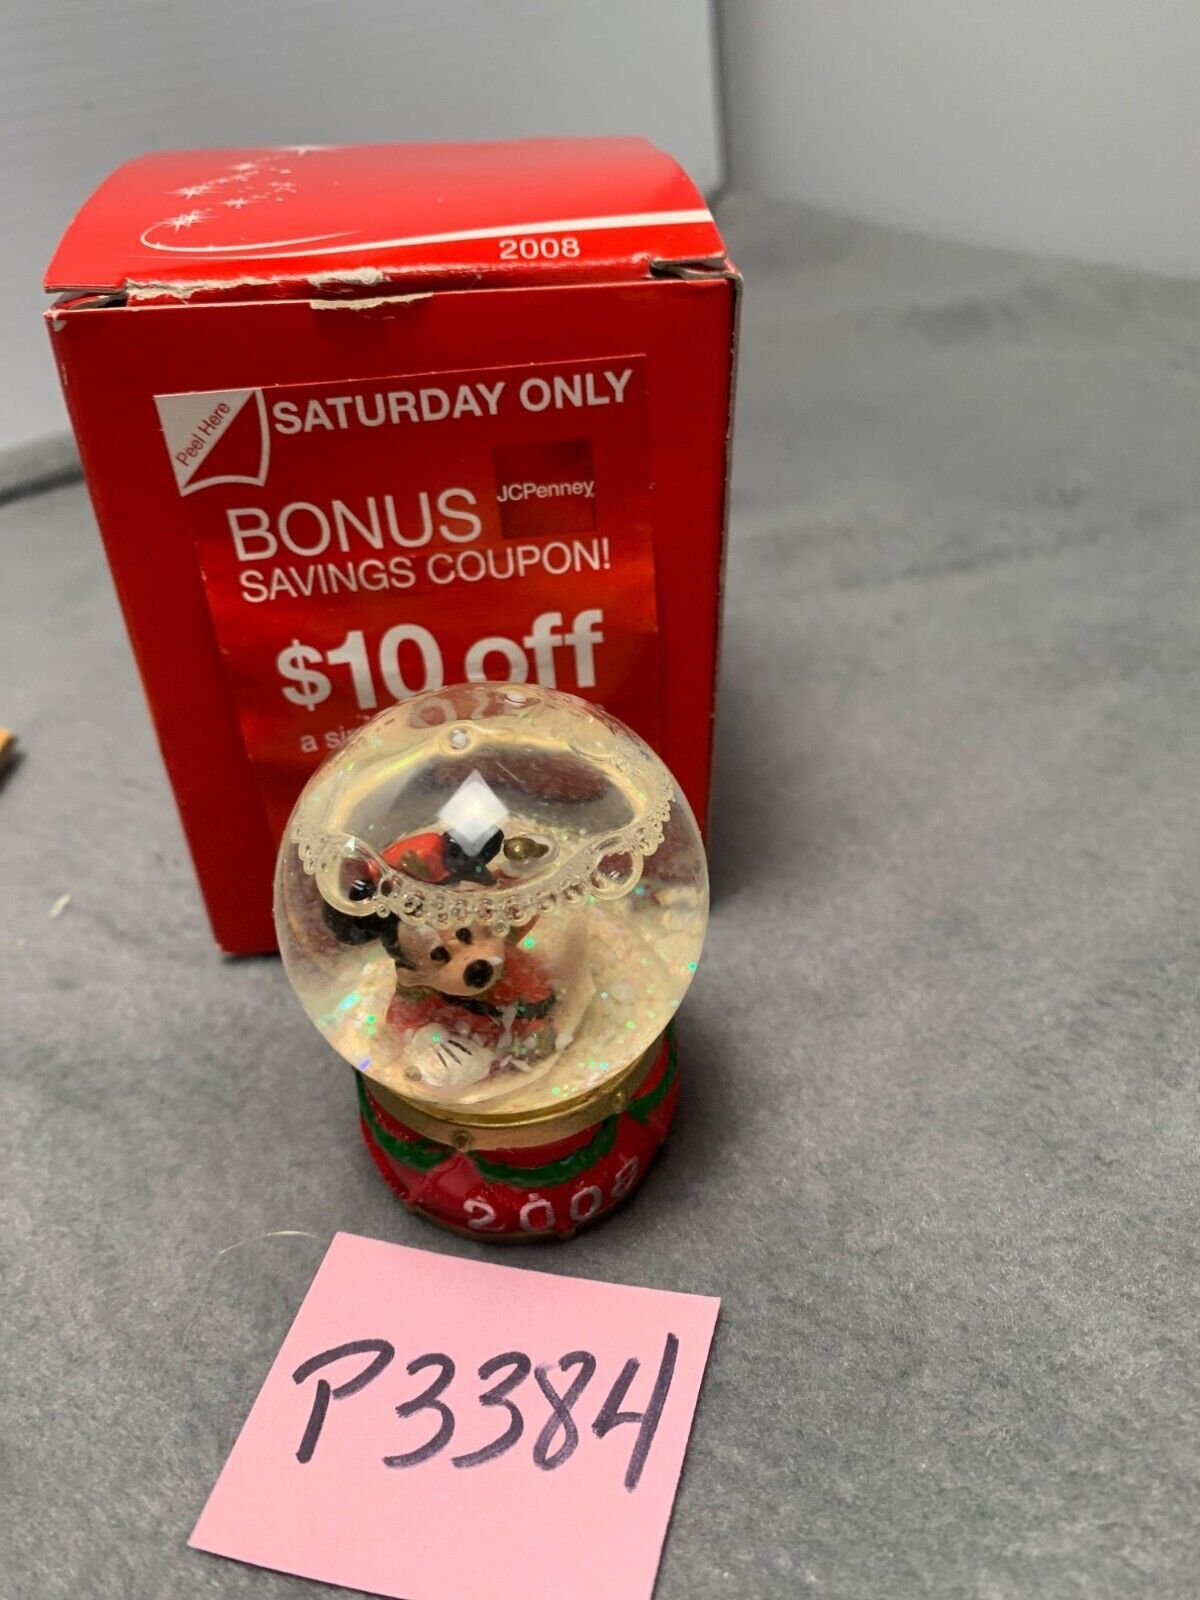 2008
Peel Here
SATURDAY ONLY
JCPenney
BONUS
SAVINGS COUPON!
$10 off
a
2008
P3384